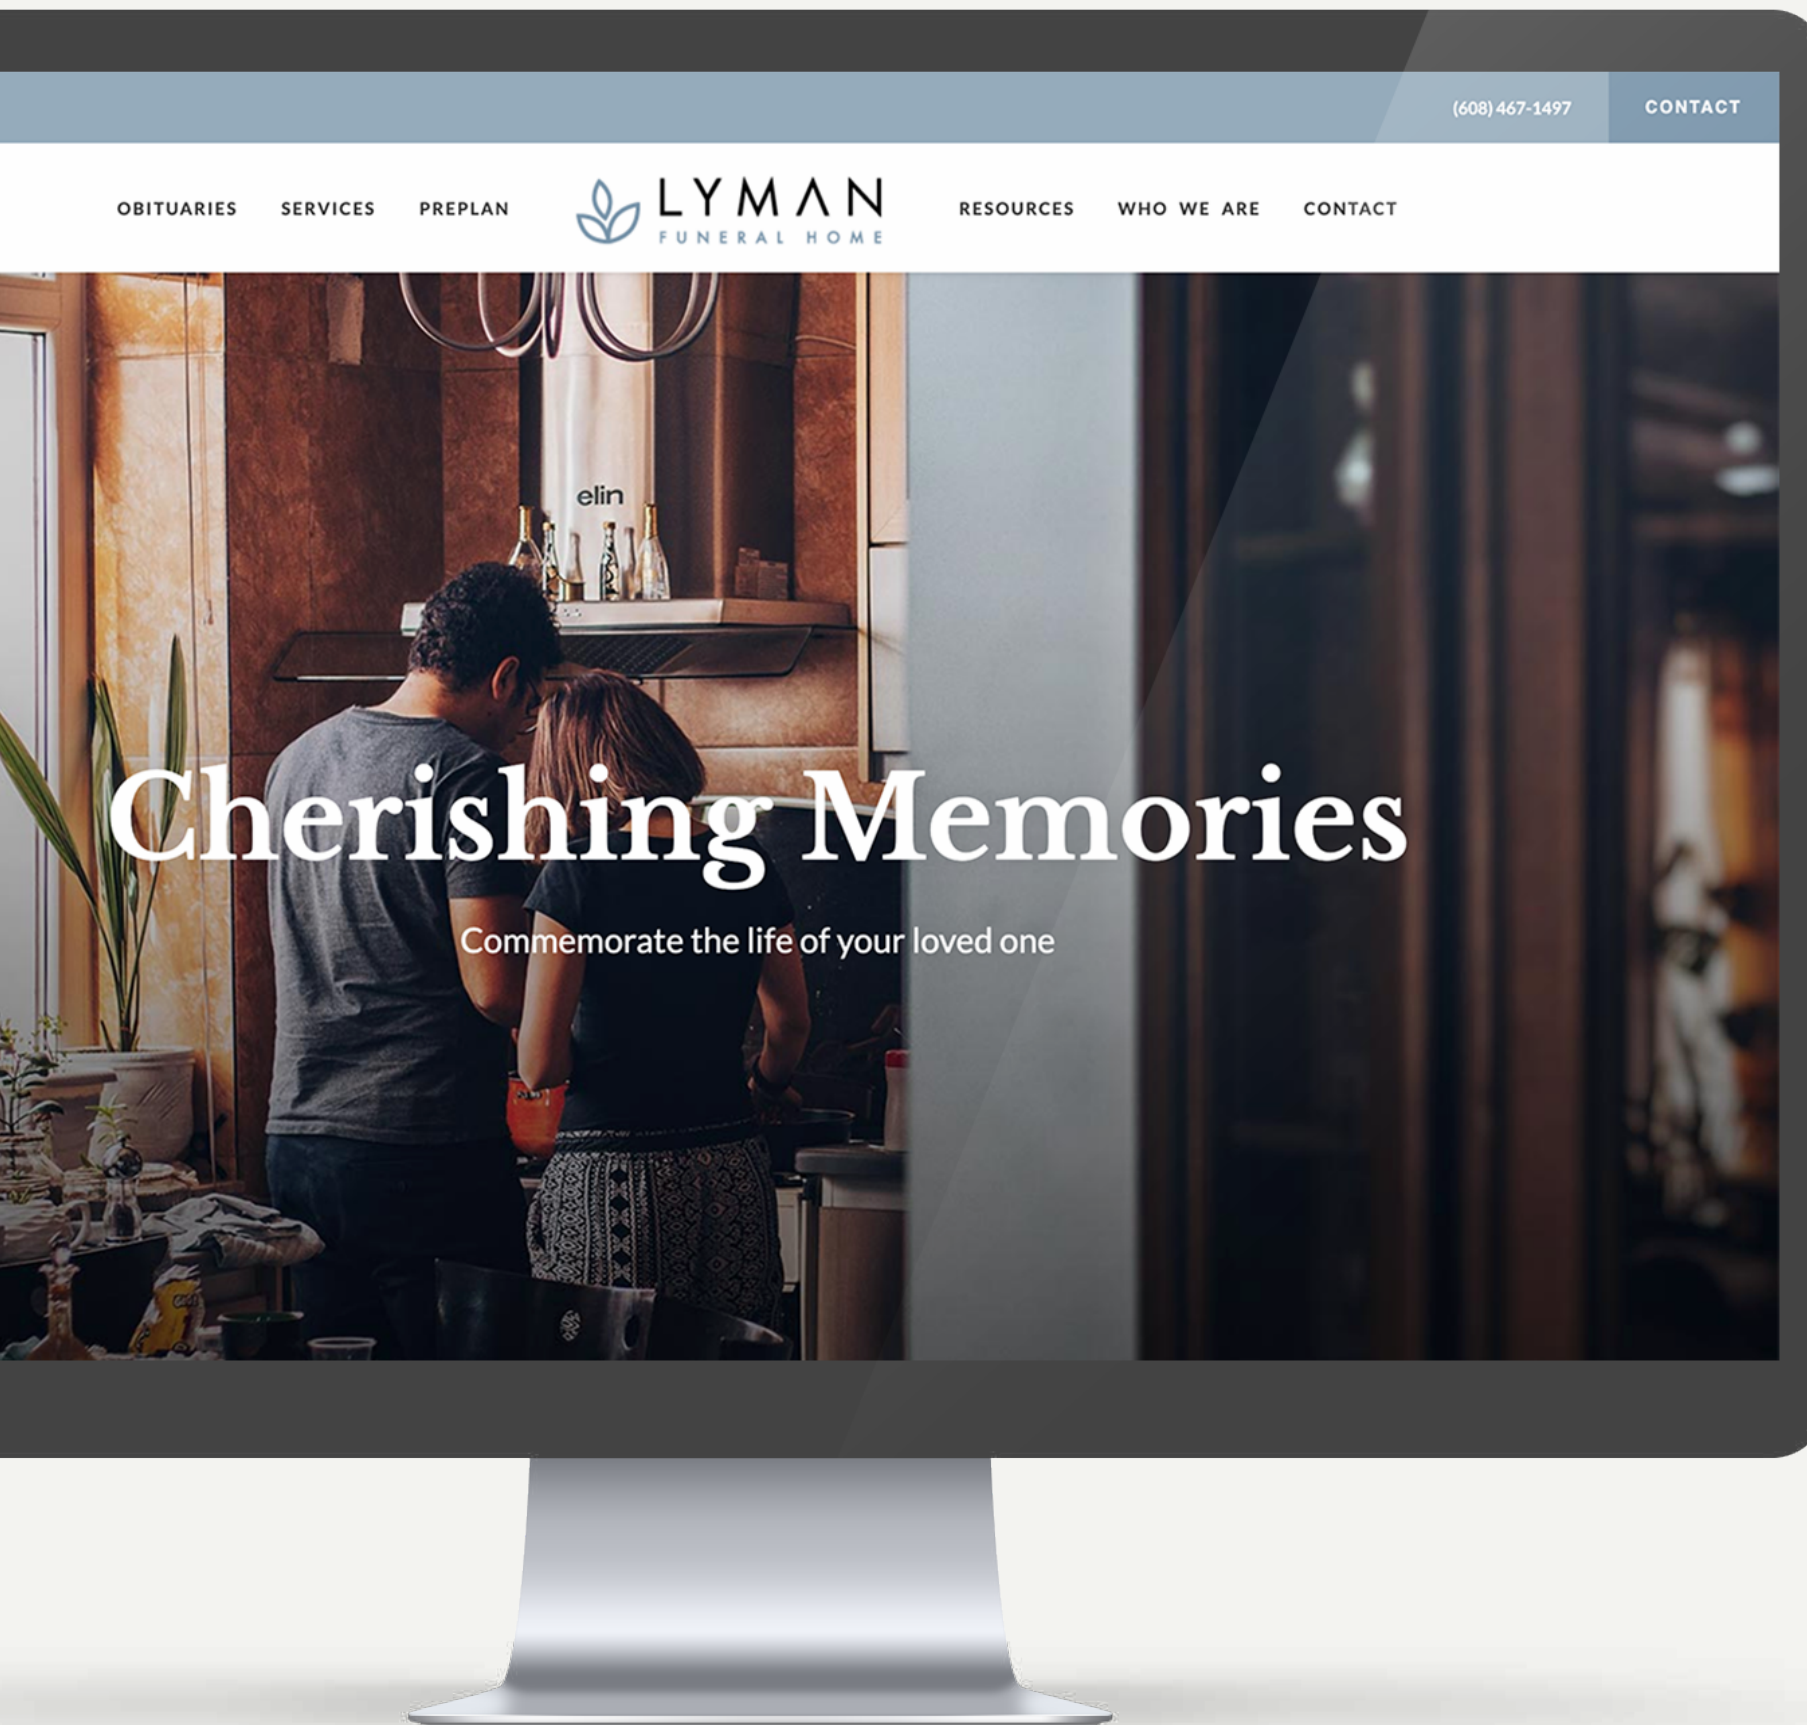 (608) 467-1497 CONTACT
OBITUARIES SERVICES PREPLAN LYMAN RESOURCES WHO WE ARE CONTACT
FUNERAL HOME
elin
Cherishing Memories
Commemorate the life of your loved one